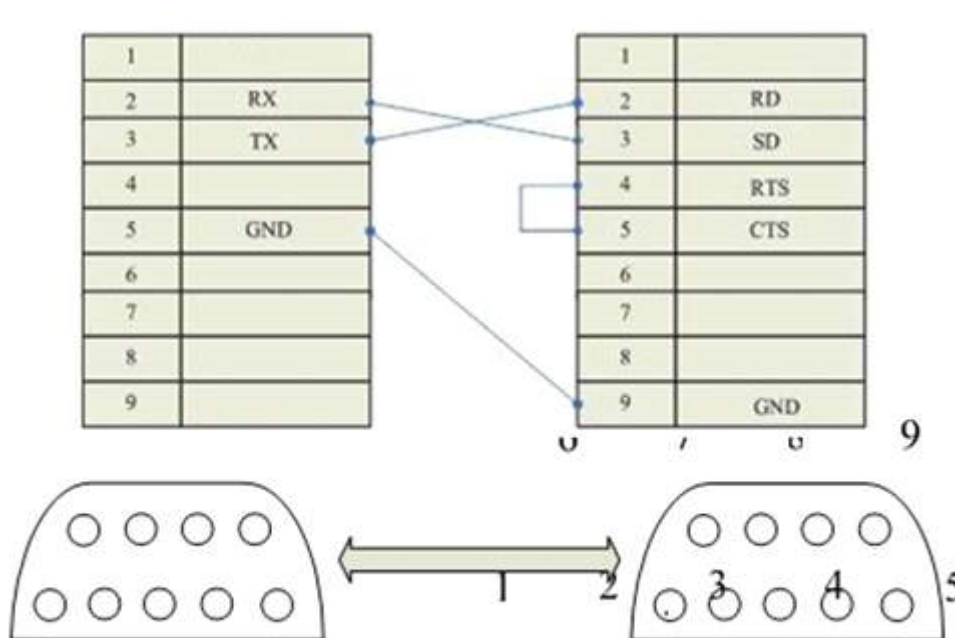 1 1
2 RX 2 RD
3 TX 3 SD
4 4 RTS
5 GND 5 CTS
6 6
7 7
8 8
9 9 GND
9
1 2 3 4 5